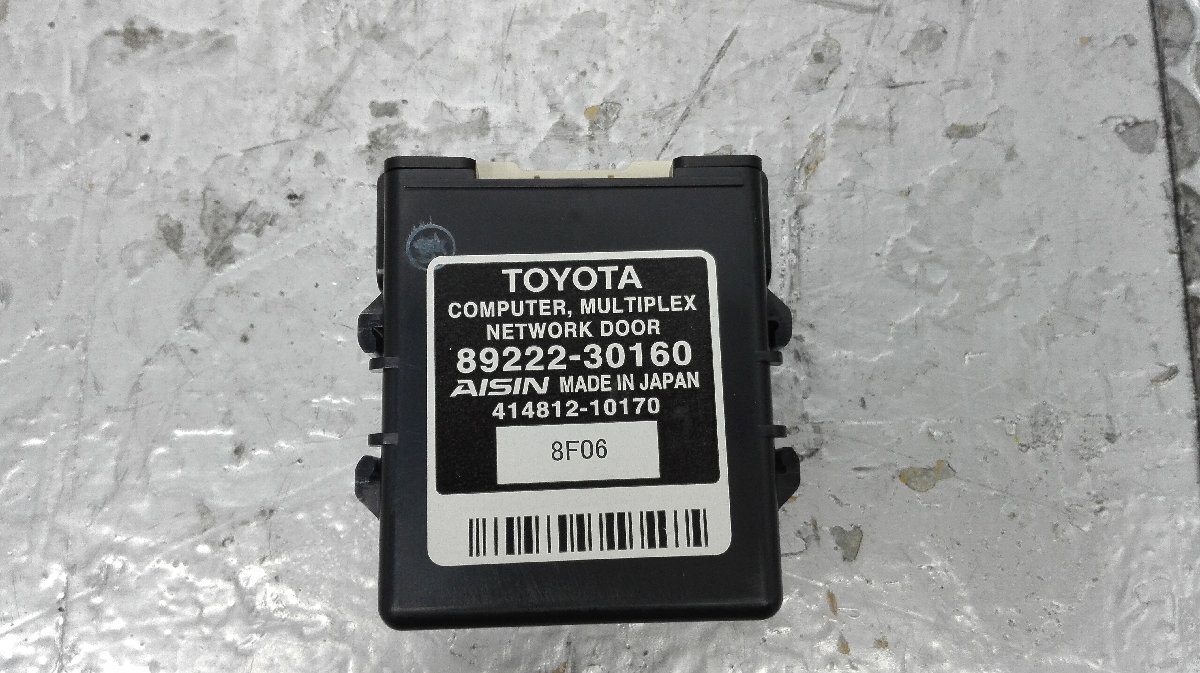 TOYOTA
COMPUTER, MULTIPLEX
NETWORK DOOR
89222-30160
AISIN MADE IN JAPAN
414812-10170
8F06